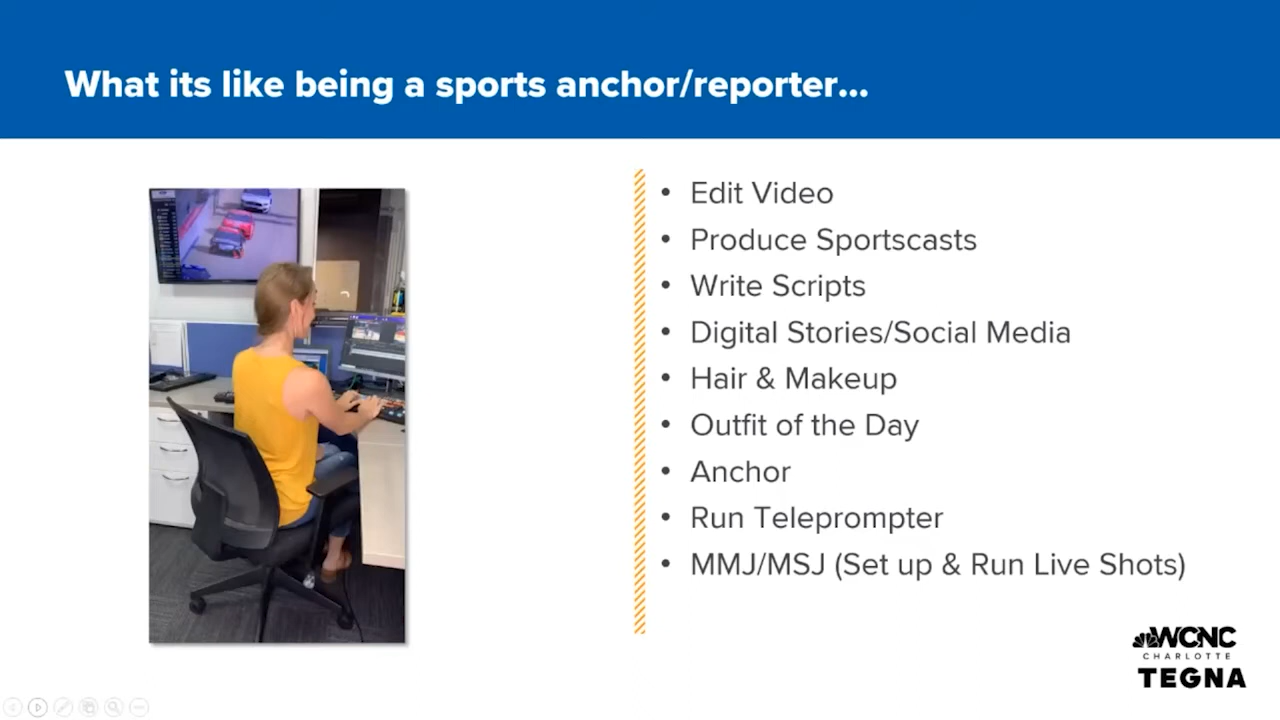 What its like being a sports anchor/reporter...
• Edit Video
• Produce Sportscasts
• Write Scripts
• Digital Stories/Social Media
• Hair & Makeup
• Outfit of the Day
• Anchor
• Run Teleprompter
• MMJ/MSJ (Set up & Run Live Shots)
WCNC
CHARLOTTE
TEGNA